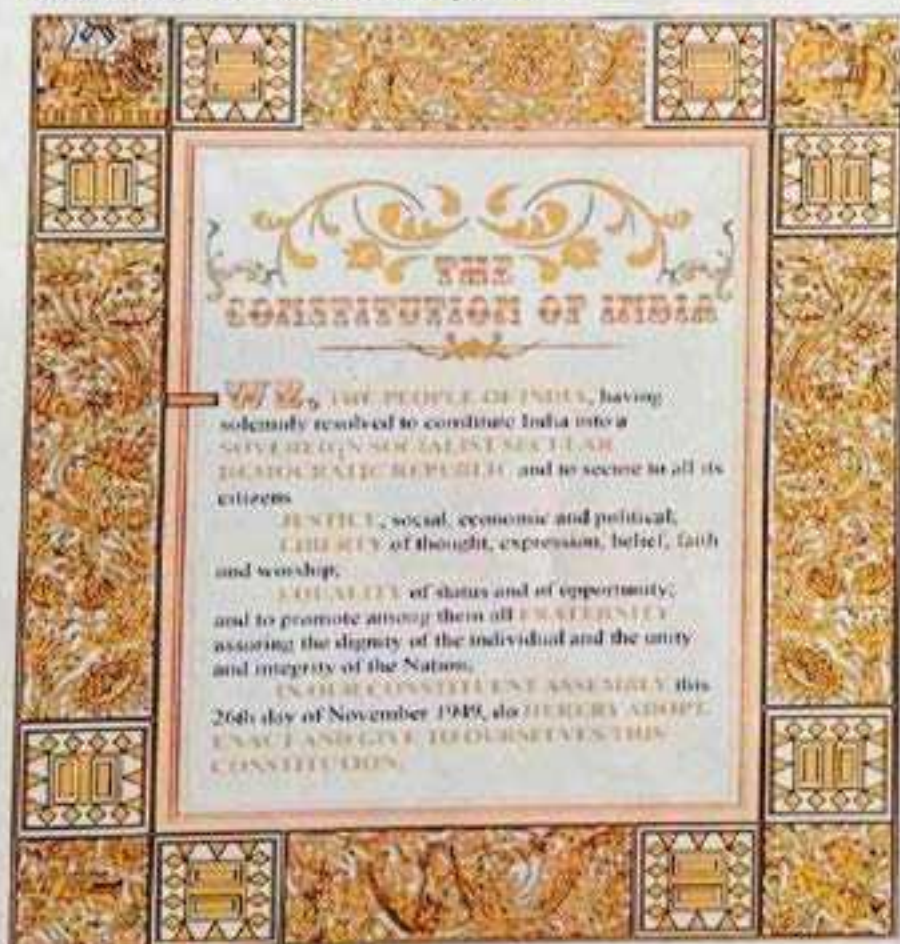 THE
CONSTITUTION OF INDIA
WE, THE PEOPLE OF INDIA, having
solemnly resolved to constitute India into a
SOVEREIGN SOCIALIST SECULAR
DEMOCRATIC REPUBLIC and to secure to all its
citizens
JUSTICE, social, economic and political;
LIBERTY of thought, expression, belief, faith
and worship;
EQUALITY of status and of opportunity;
and to promote among them all FRATERNITY
assuring the dignity of the individual and the unity
and integrity of the Nation;
IN OUR CONSTITUENT ASSEMBLY this
26th day of November 1949, do HEREBY ADOPT,
ENACT AND GIVE TO OURSELVES THIS
CONSTITUTION.